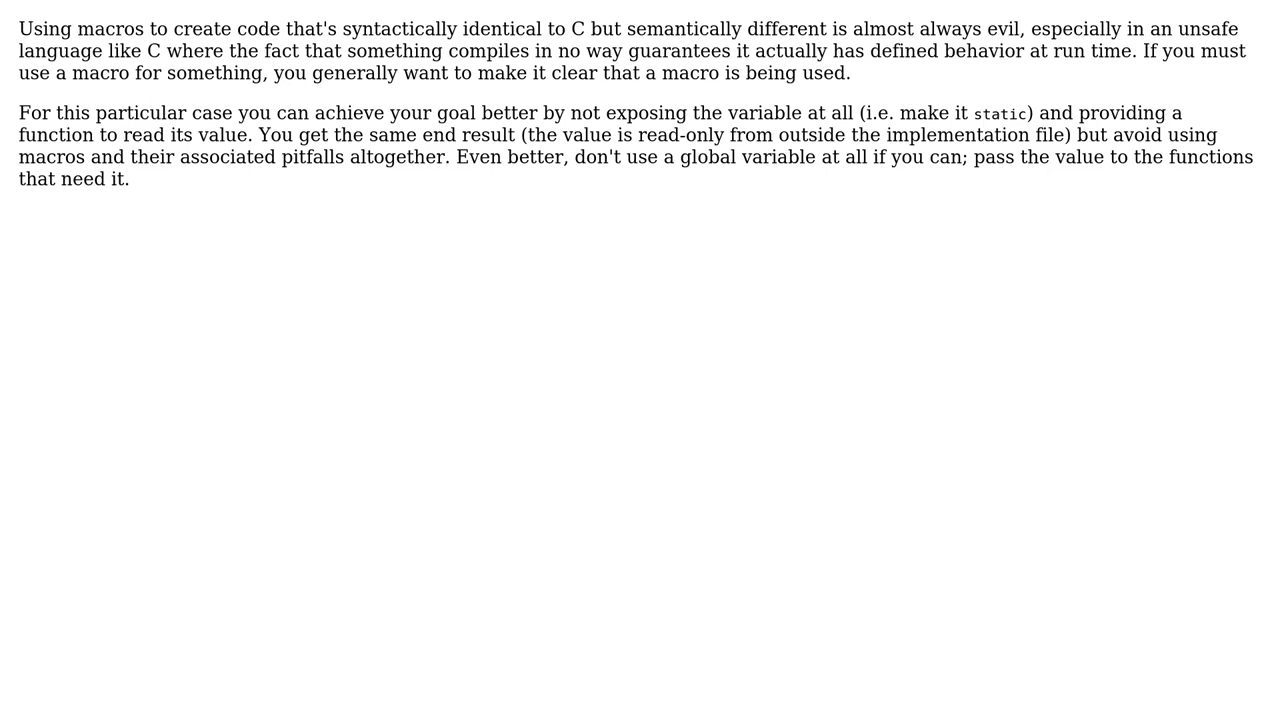 Using macros to create code that's syntactically identical to C but semantically different is almost always evil, especially in an unsafe
language like C where the fact that something compiles in no way guarantees it actually has defined behavior at run time. If you must
use a macro for something, you generally want to make it clear that a macro is being used.
For this particular case you can achieve your goal better by not exposing the variable at all (i.e. make it static) and providing a
function to read its value. You get the same end result (the value is read-only from outside the implementation file) but avoid using
macros and their associated pitfalls altogether. Even better, don't use a global variable at all if you can; pass the value to the functions
that need it.